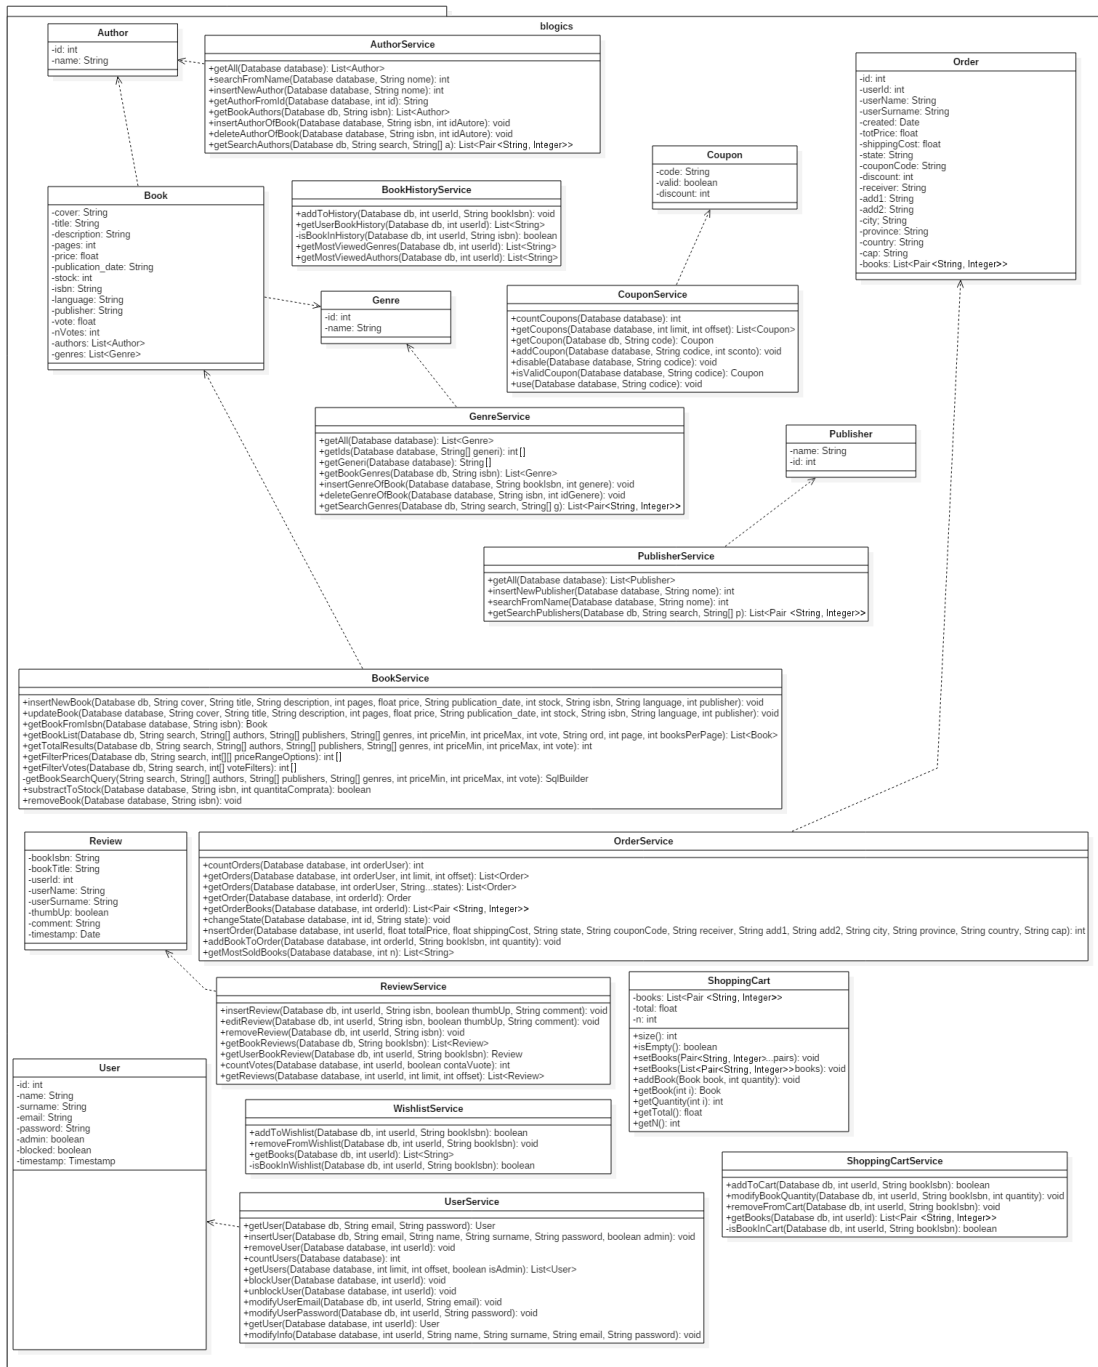 blogics
Author
-id: int
-name: String
AuthorService
+getAll(Database database): List<Author>
+searchFromName(Database database, String nome): int
+insertNewAuthor(Database database, String nome): int
+getAuthorFromId(Database database, int id): String
+getBookAuthors(Database db, String isbn): List<Author>
+insertAuthorOfBook(Database database, String isbn, int idAutore): void
+deleteAuthorOfBook(Database database, String isbn, int idAutore): void
+getSearchAuthors(Database db, String search, String[] a): List<Pair <String, Integer>>
Order
-id: int
-userId: int
-userName: String
-userSurname: String
-created: Date
-totPrice: float
-shippingCost: float
-state: String
-couponCode: String
-discount: int
-receiver: String
-add1: String
-add2: String
-city; String
-province: String
-country: String
-cap: String
-books: List<Pair <String, Integer>>
Coupon
-code: String
-valid: boolean
-discount: int
BookHistoryService
+addToHistory(Database db, int userId, String bookIsbn): void
+getUserBookHistory(Database db, int userId): List<String>
-isBookInHistory(Database db, int userId, String isbn): boolean
+getMostViewedGenres(Database db, int userId): List<String>
+getMostViewedAuthors(Database db, int userId): List<String>
Book
-cover: String
-title: String
-description: String
-pages: int
-price: float
-publication_date: String
-stock: int
-isbn: String
-language: String
-publisher: String
-vote: float
-nVotes: int
-authors: List<Author>
-genres: List<Genre>
Genre
-id: int
-name: String
CouponService
+countCoupons(Database database): int
+getCoupons(Database database, int limit, int offset): List<Coupon>
+getCoupon(Database db, String code): Coupon
+addCoupon(Database database, String codice, int sconto): void
+disable(Database database, String codice): void
+isValidCoupon(Database database, String codice): Coupon
+use(Database database, String codice): void
GenreService
+getAll(Database database): List<Genre>
+getIds(Database database, String[] generi): int[]
+getGeneri(Database database): String[]
+getBookGenres(Database db, String isbn): List<Genre>
+insertGenreOfBook(Database database, String bookIsbn, int genere): void
+deleteGenreOfBook(Database database, String isbn, int idGenere): void
+getSearchGenres(Database db, String search, String[] g): List<Pair<String, Integer>>
Publisher
-name: String
-id: int
PublisherService
+getAll(Database database): List<Publisher>
+insertNewPublisher(Database database, String nome): int
+searchFromName(Database database, String nome): int
+getSearchPublishers(Database db, String search, String[] p): List<Pair <String, Integer>>
BookService
+insertNewBook(Database db, String cover, String title, String description, int pages, float price, String publication_date, int stock, String isbn, String language, int publisher): void
+updateBook(Database database, String cover, String title, String description, int pages, float price, String publication_date, int stock, String isbn, String language, int publisher): void
+getBookFromIsbn(Database database, String isbn): Book
+getBookList(Database db, String search, String[] authors, String[] publishers, String[] genres, int priceMin, int priceMax, int vote, String ord, int page, int booksPerPage): List<Book>
+getTotalResults(Database db, String search, String[] authors, String[] publishers, String[] genres, int priceMin, int priceMax, int vote): int
+getFilterPrices(Database db, String search, int[][] priceRangeOptions): int[]
+getFilterVotes(Database db, String search, int[] voteFilters): int[]
-getBookSearchQuery(String search, String[] authors, String[] publishers, String[] genres, int priceMin, int priceMax, int vote): SqlBuilder
+substractToStock(Database database, String isbn, int quantitaComprata): boolean
+removeBook(Database database, String isbn): void
Review
-bookIsbn: String
-bookTitle: String
-userId: int
-userName: String
-userSurname: String
-thumbUp: boolean
-comment: String
-timestamp: Date
OrderService
+countOrders(Database database, int orderUser): int
+getOrders(Database database, int orderUser, int limit, int offset): List<Order>
+getOrders(Database database, int orderUser, String...states): List<Order>
+getOrder(Database database, int orderId): Order
+getOrderBooks(Database database, int orderId): List<Pair <String, Integer>>
+changeState(Database database, int id, String state): void
+nsertOrder(Database database, int userId, float totalPrice, float shippingCost, String state, String couponCode, String receiver, String add1, String add2, String city, String province, String country, String cap): int
+addBookToOrder(Database database, int orderId, String bookIsbn, int quantity): void
+getMostSoldBooks(Database database, int n): List<String>
ReviewService
+insertReview(Database db, int userId, String isbn, boolean thumbUp, String comment): void
+editReview(Database db, int userId, String isbn, boolean thumbUp, String comment): void
+removeReview(Database db, int userId, String isbn): void
+getBookReviews(Database db, String bookIsbn): List<Review>
+getUserBookReview(Database db, int userId, String bookIsbn): Review
+countVotes(Database database, int userId, boolean contaVuote): int
+getReviews(Database database, int userId, int limit, int offset): List<Review>
ShoppingCart
-books: List<Pair <String, Integer>>
-total: float
-n: int
+size(): int
+isEmpty(): boolean
+setBooks(Pair<String, Integer>...pairs): void
+setBooks(List<Pair<String, Integer>>books): void
+addBook(Book book, int quantity): void
+getBook(int i): Book
+getQuantity(int i): int
+getTotal(): float
+getN(): int
User
-id: int
-name: String
-surname: String
-email: String
-password: String
-admin: boolean
-blocked: boolean
-timestamp: Timestamp
WishlistService
+addToWishlist(Database db, int userId, String bookIsbn): boolean
+removeFromWishlist(Database db, int userId, String bookIsbn): void
+getBooks(Database db, int userId): List<String>
-isBookInWishlist(Database db, int userId, String bookIsbn): boolean
ShoppingCartService
+addToCart(Database db, int userId, String bookIsbn): boolean
+modifyBookQuantity(Database db, int userId, String bookIsbn, int quantity): void
+removeFromCart(Database db, int userId, String bookIsbn): void
+getBooks(Database db, int userId): List<Pair <String, Integer>>
-isBookInCart(Database db, int userId, String bookIsbn): boolean
UserService
+getUser(Database db, String email, String password): User
+insertUser(Database db, String email, String name, String surname, String password, boolean admin): void
+removeUser(Database database, int userId): void
+countUsers(Database database): int
+getUsers(Database database, int limit, int offset, boolean isAdmin): List<User>
+blockUser(Database database, int userId): void
+unblockUser(Database database, int userId): void
+modifyUserEmail(Database db, int userId, String email): void
+modifyUserPassword(Database db, int userId, String password): void
+getUser(Database database, int userId): User
+modifyInfo(Database database, int userId, String name, String surname, String email, String password): void